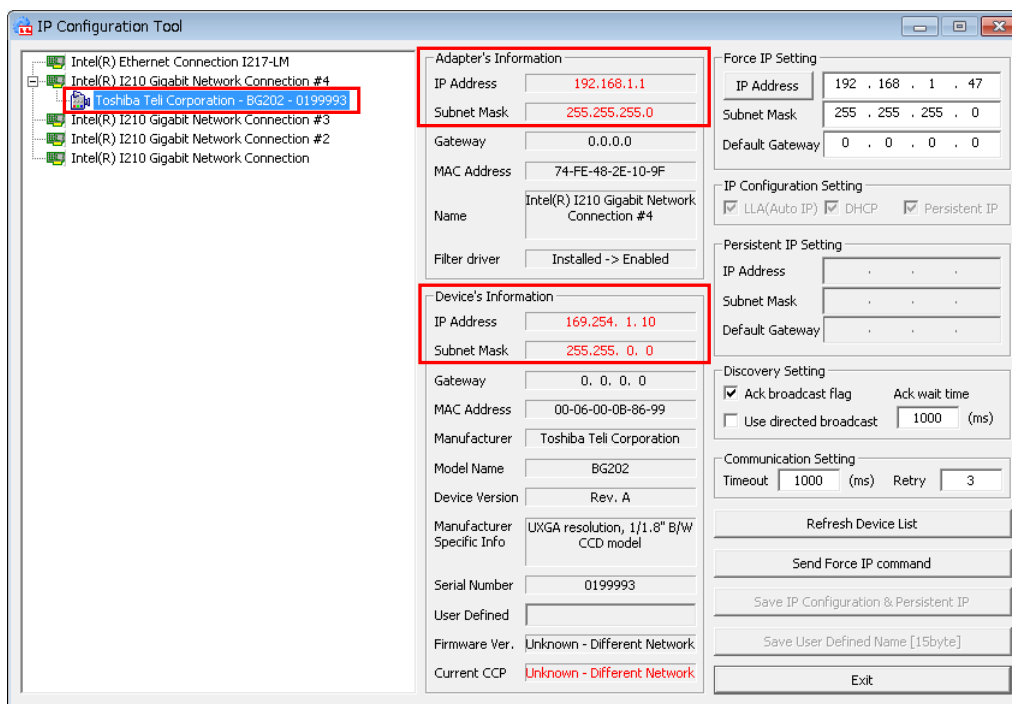 IP Configuration Tool
Intel(R) Ethernet Connection I217-LM
Intel(R) I210 Gigabit Network Connection #4
Toshiba Teli Corporation - BG202 - 0199993
Intel(R) I210 Gigabit Network Connection #3
Intel(R) I210 Gigabit Network Connection #2
Intel(R) I210 Gigabit Network Connection
Adapter's Information
IP Address 192.168.1.1
Subnet Mask 255.255.255.0
Gateway 0.0.0.0
MAC Address 74-FE-48-2E-10-9F
Name Intel(R) I210 Gigabit Network
Connection #4
Filter driver Installed -> Enabled
Device's Information
IP Address 169.254. 1. 10
Subnet Mask 255.255. 0. 0
Gateway 0. 0. 0. 0
MAC Address 00-06-00-0B-86-99
Manufacturer Toshiba Teli Corporation
Model Name BG202
Device Version Rev. A
Manufacturer UXGA resolution, 1/1.8" B/W
Specific Info CCD model
Serial Number 0199993
User Defined
Firmware Ver. Unknown - Different Network
Current CCP Unknown - Different Network
Force IP Setting
IP Address 192 . 168 . 1 . 47
Subnet Mask 255 . 255 . 255 . 0
Default Gateway 0 . 0 . 0 . 0
IP Configuration Setting
LLA(Auto IP) DHCP Persistent IP
Persistent IP Setting
IP Address . . .
Subnet Mask . . .
Default Gateway . . .
Discovery Setting
Ack broadcast flag Ack wait time
Use directed broadcast 1000 (ms)
Communication Setting
Timeout 1000 (ms) Retry 3
Refresh Device List
Send Force IP command
Save IP Configuration & Persistent IP
Save User Defined Name [15byte]
Exit